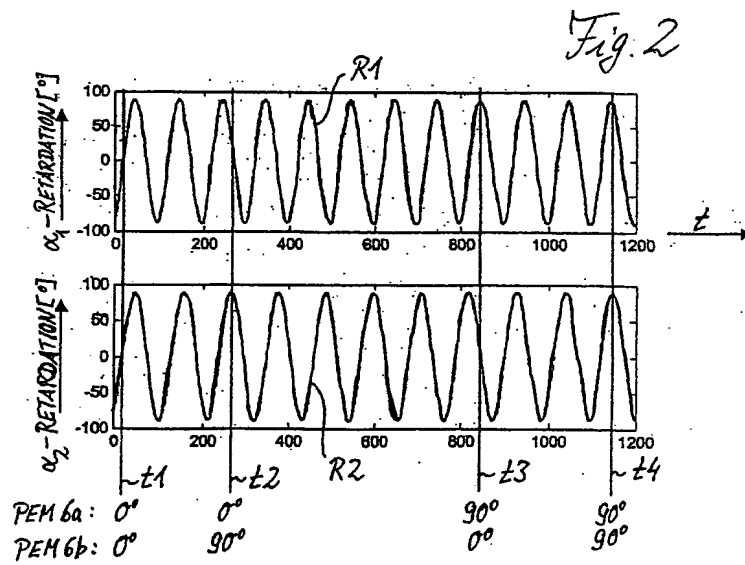 Fig. 2
R1
α₁-RETARDATION[°]
100
50
0
-50
-100
0 200 400 600 800 1000 1200
t
α₂-RETARDATION[°]
100
50
0
-50
-100
0 200 400 600 800 1000 1200
R2
~t1 ~t2 ~t3 ~t4
PEM 6a: 0° 0° 90° 90°
PEM 6b: 0° 90° 0° 90°